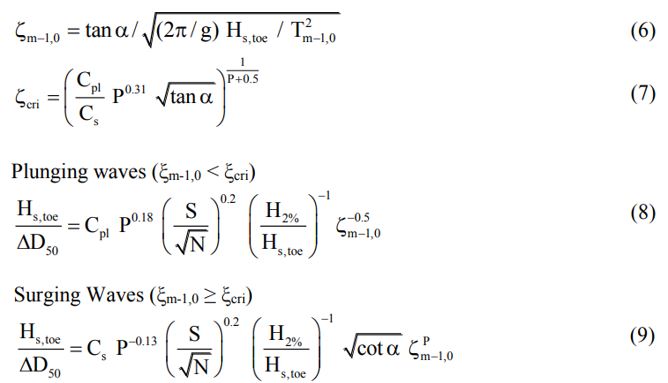 ζm–1,0 = tan α / √(2π/g) Hs,toe / T²m–1,0 (6)
ζcri = (Cpl/Cs P^0.31 √tan α)^(1/(P+0.5)) (7)
Plunging waves (ξm-1,0 < ξcri)
Hs,toe/ΔD50 = Cpl P^0.18 (S/√N)^0.2 (H2%/Hs,toe)^–1 ζm–1,0^–0.5 (8)
Surging Waves (ξm-1,0 ≥ ξcri)
Hs,toe/ΔD50 = Cs P^–0.13 (S/√N)^0.2 (H2%/Hs,toe)^–1 √cot α ζm–1,0^P (9)